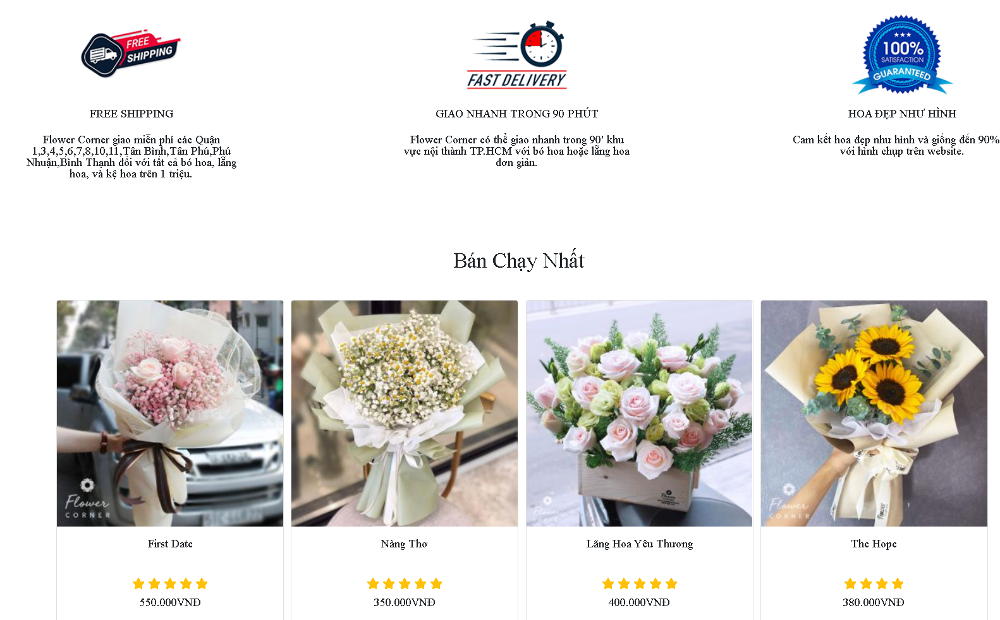 FREE
SHIPPING
FAST DELIVERY
100%
SATISFACTION
GUARANTEED
FREE SHIPPING
Flower Corner giao miễn phí các Quận
1,3,4,5,6,7,8,10,11,Tân Bình,Tân Phú,Phú
Nhuận,Bình Thạnh đối với tất cả bó hoa, lẵng
hoa, và kệ hoa trên 1 triệu.
GIAO NHANH TRONG 90 PHÚT
Flower Corner có thể giao nhanh trong 90' khu
vực nội thành TP.HCM với bó hoa hoặc lẵng hoa
đơn giản.
HOA ĐẸP NHƯ HÌNH
Cam kết hoa đẹp như hình và giống đến 90%
với hình chụp trên website.
Bán Chạy Nhất
Flower
CORNER
Flower
CORNER
First Date
550.000VNĐ
Nàng Thơ
350.000VNĐ
Lãng Hoa Yêu Thương
400.000VNĐ
The Hope
380.000VNĐ